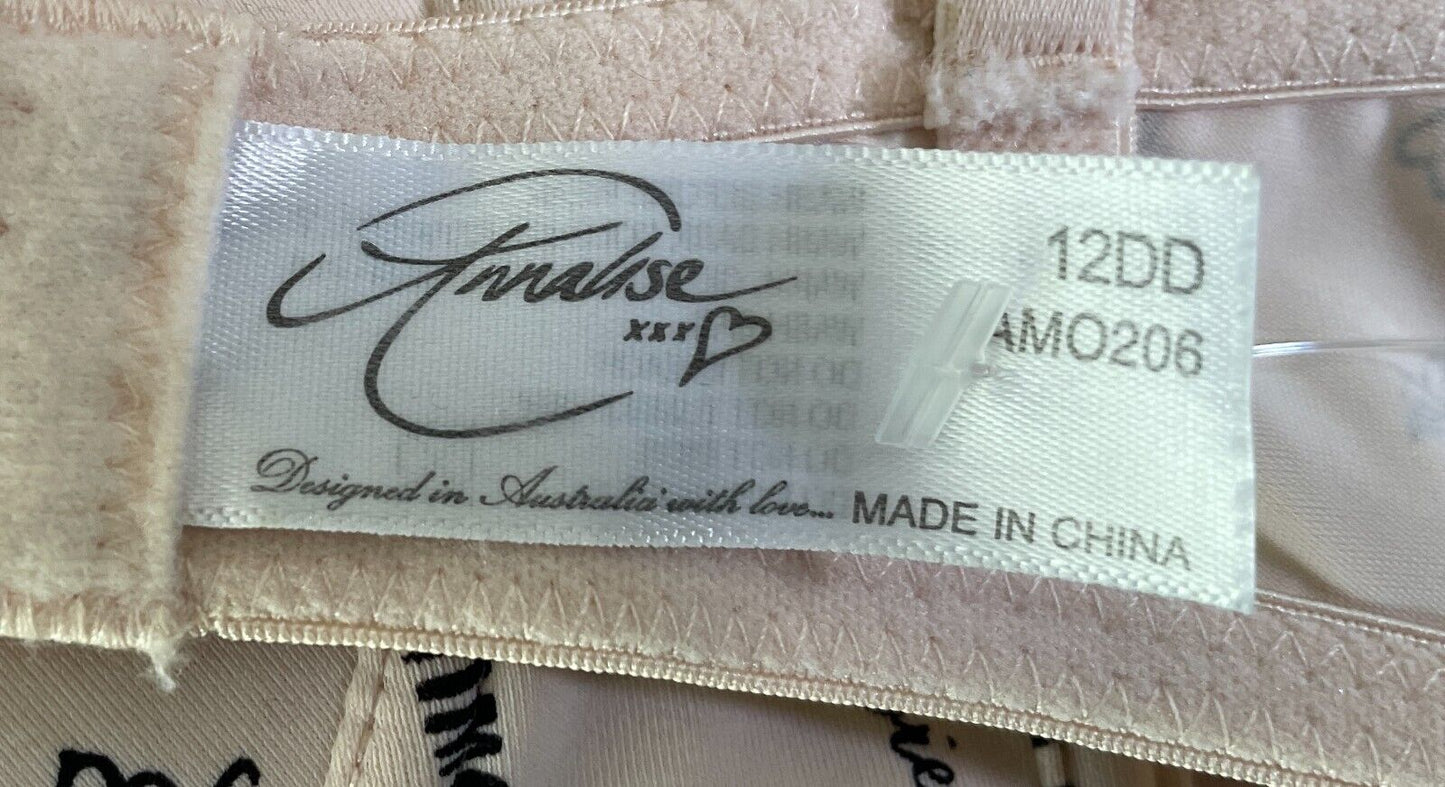 Annalise
xxx
12DD
AMO206
Designed in Australia with love...
MADE IN CHINA